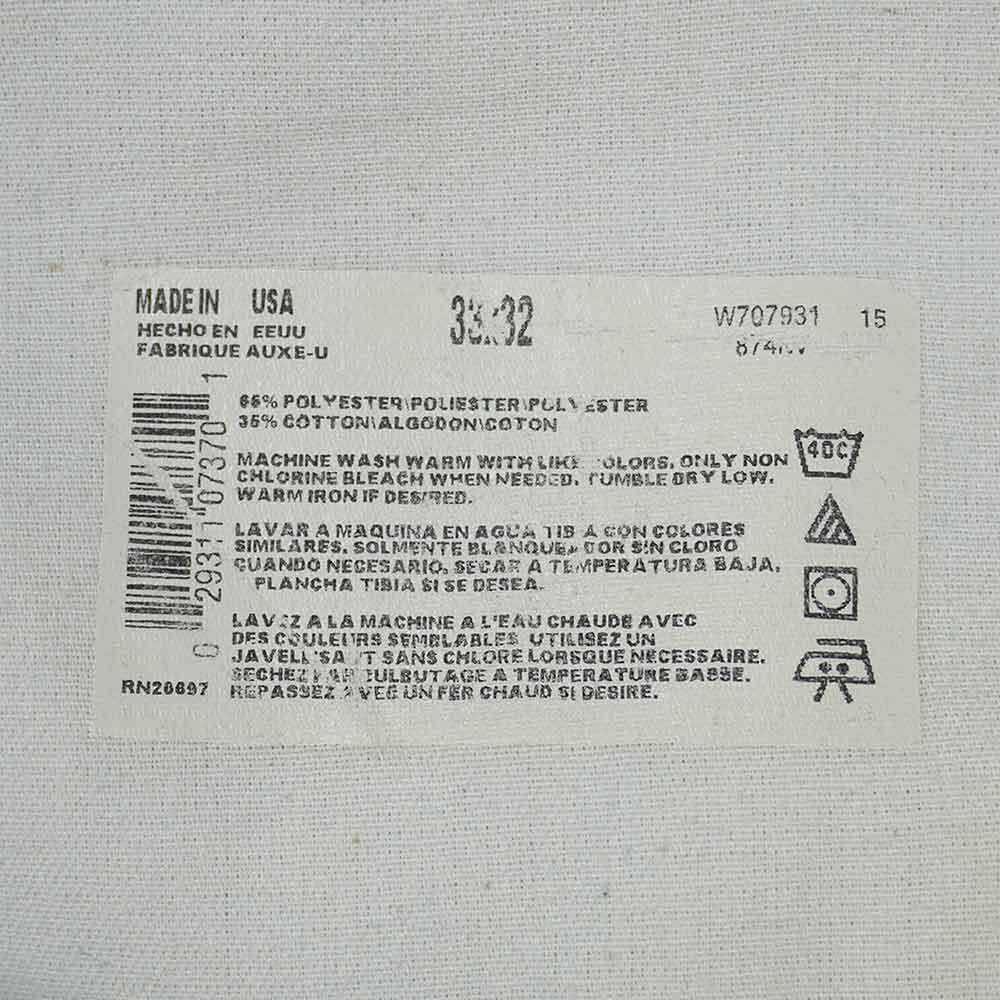 MADE IN USA
HECHO EN EEUU
FABRIQUE AUXE-U
33x32
W707931 15
65% POLYESTER\POLIESTER\POLYESTER
35% COTTON\ALGODON\COTON
MACHINE WASH WARM WITH LIKE COLORS. ONLY NON
CHLORINE BLEACH WHEN NEEDED. TUMBLE DRY LOW.
WARM IRON IF DESIRED.
LAVAR A MAQUINA EN AGUA TIBIA CON COLORES
SIMILARES. SOLMENTE BLANQUEADOR SIN CLORO
CUANDO NECESARIO. SECAR A TEMPERATURA BAJA.
PLANCHA TIBIA SI SE DESEA.
LAVEZ A LA MACHINE A L'EAU CHAUDE AVEC
DES COULEURS SEMBLABLES UTILISEZ UN
JAVELLISANT SANS CHLORE LORSQUE NECESSAIRE.
SECHEZ PAR CULBUTAGE A TEMPERATURE BASSE.
REPASSEZ AVEC UN FER CHAUD SI DESIRE.
0 29311 07370 1
RN20697
40C